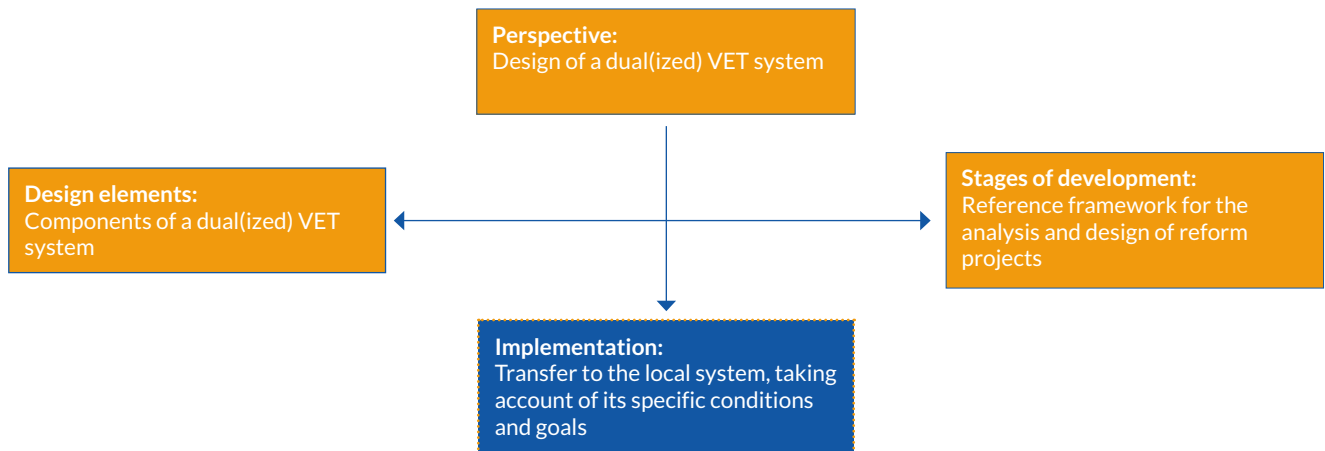 Perspective:
Design of a dual(ized) VET system
Design elements:
Components of a dual(ized) VET
system
Stages of development:
Reference framework for the
analysis and design of reform
projects
Implementation:
Transfer to the local system, taking
account of its specific conditions
and goals